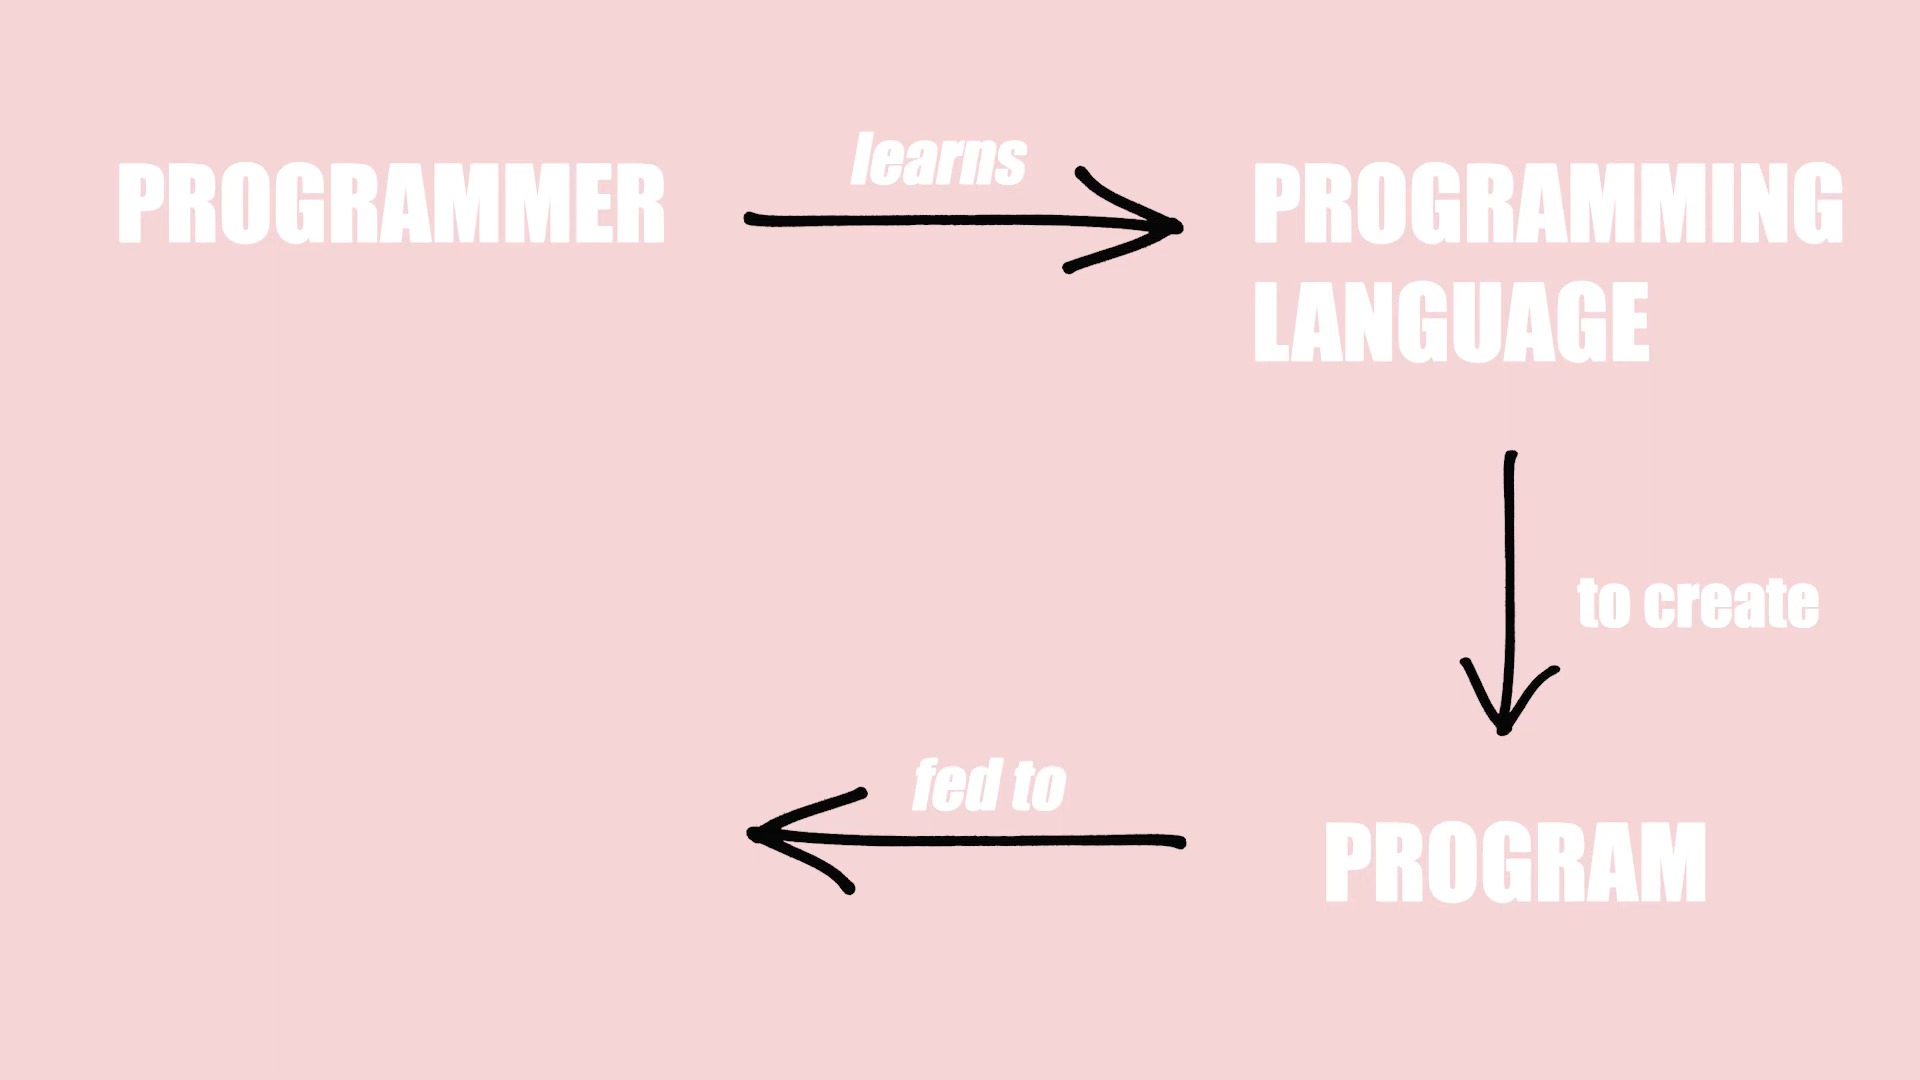 PROGRAMMER
learns
PROGRAMMING
LANGUAGE
to create
PROGRAM
fed to